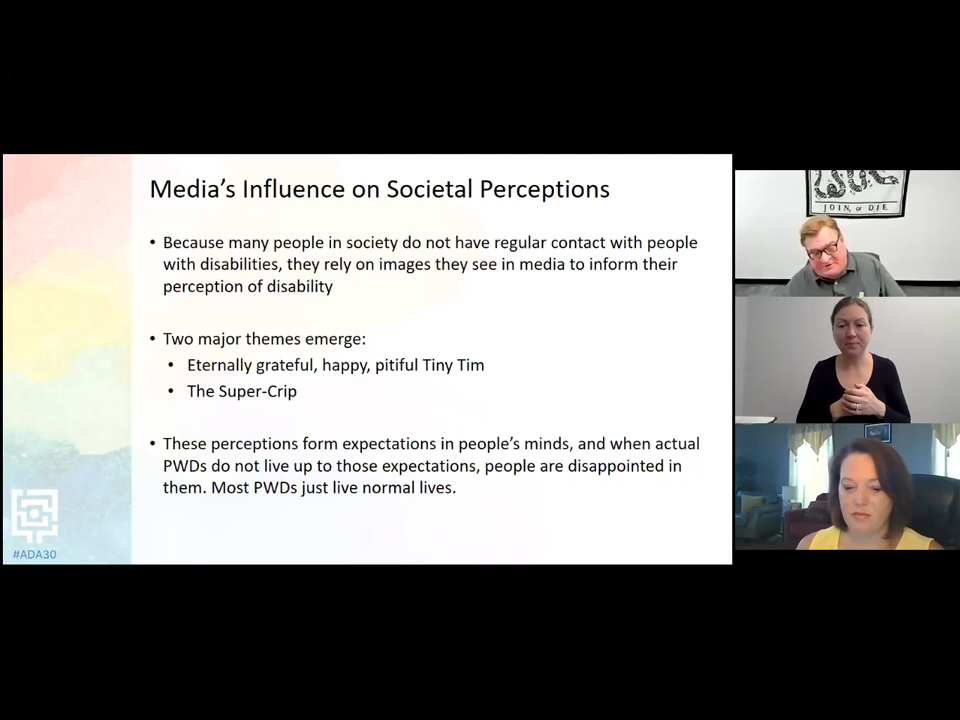 Media's Influence on Societal Perceptions
• Because many people in society do not have regular contact with people
with disabilities, they rely on images they see in media to inform their
perception of disability
• Two major themes emerge:
• Eternally grateful, happy, pitiful Tiny Tim
• The Super-Crip
• These perceptions form expectations in people's minds, and when actual
PWDs do not live up to those expectations, people are disappointed in
them. Most PWDs just live normal lives.
#ADA30
JOIN, or DIE